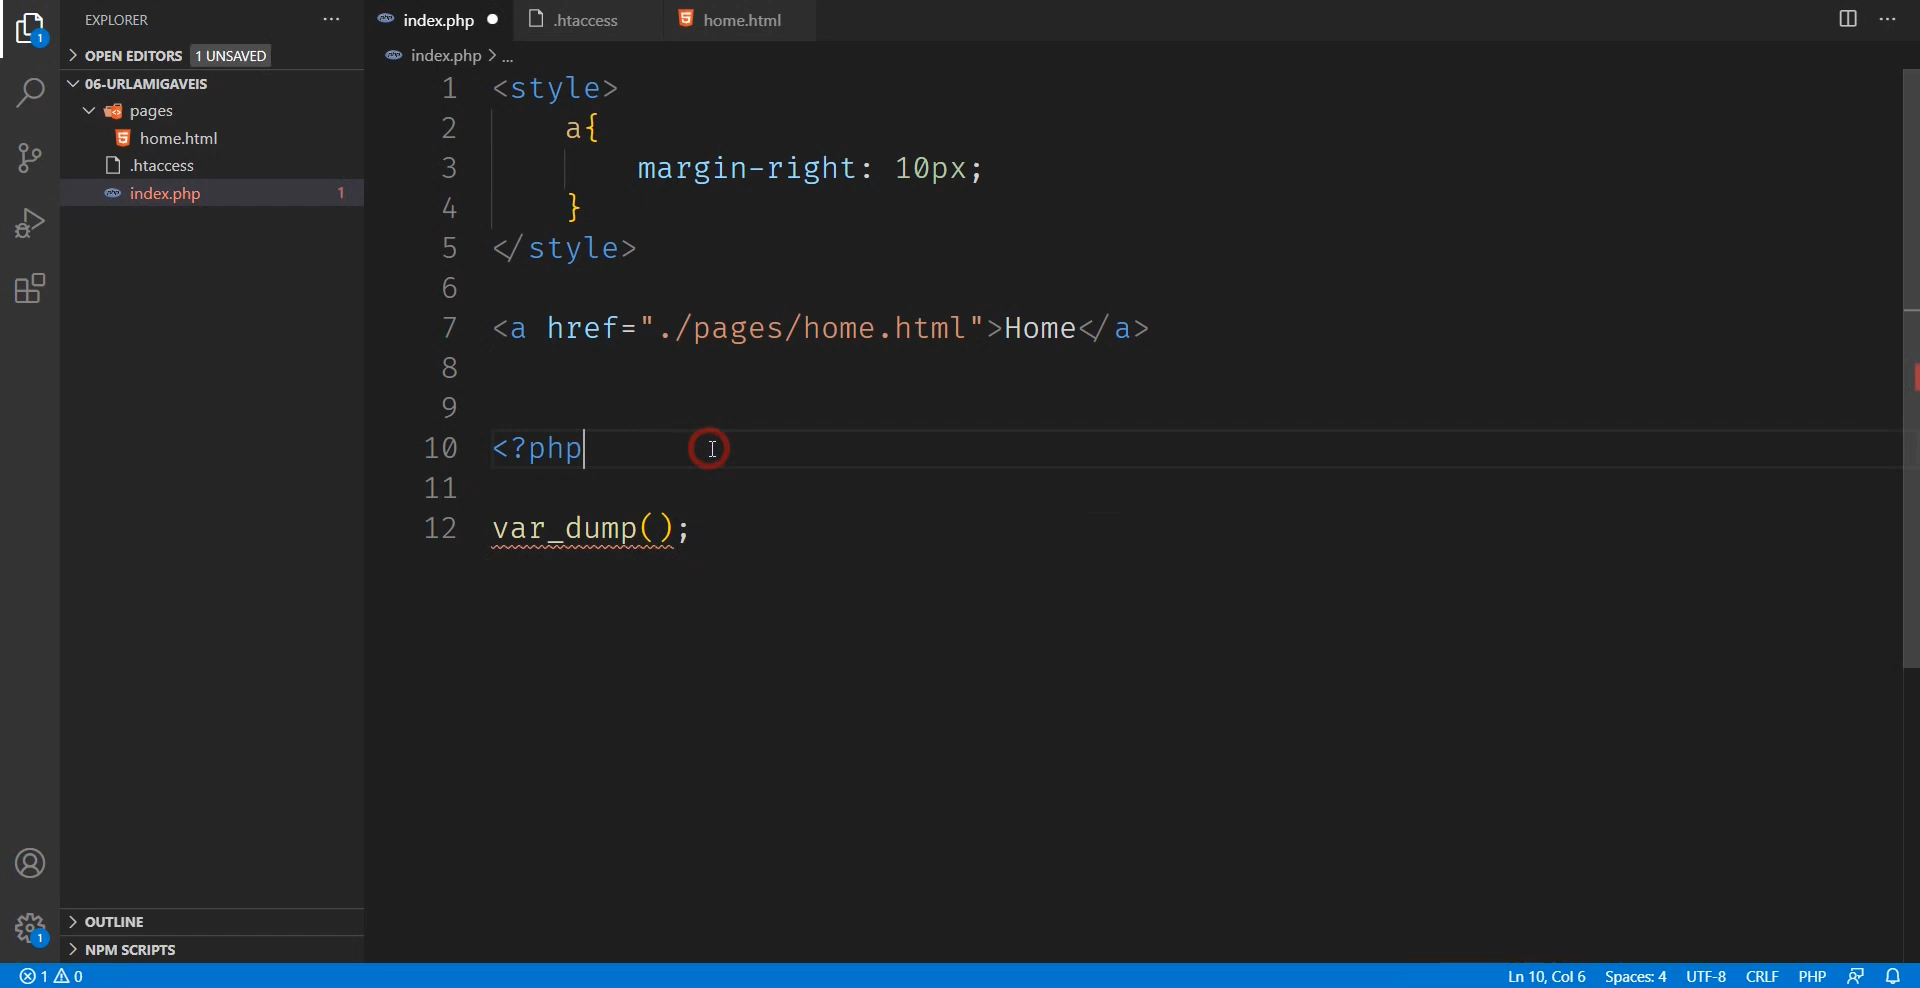 EXPLORER
index.php
.htaccess
home.html
OPEN EDITORS 1 UNSAVED
index.php > ...
06-URLAMIGAVEIS
pages
home.html
.htaccess
index.php 1
1 <style>
2 a{
3 margin-right: 10px;
4 }
5 </style>
6
7 <a href="./pages/home.html">Home</a>
8
9
10 <?php
11
12 var_dump();
1
1
OUTLINE
NPM SCRIPTS
1 0
Ln 10, Col 6 Spaces: 4 UTF-8 CRLF PHP